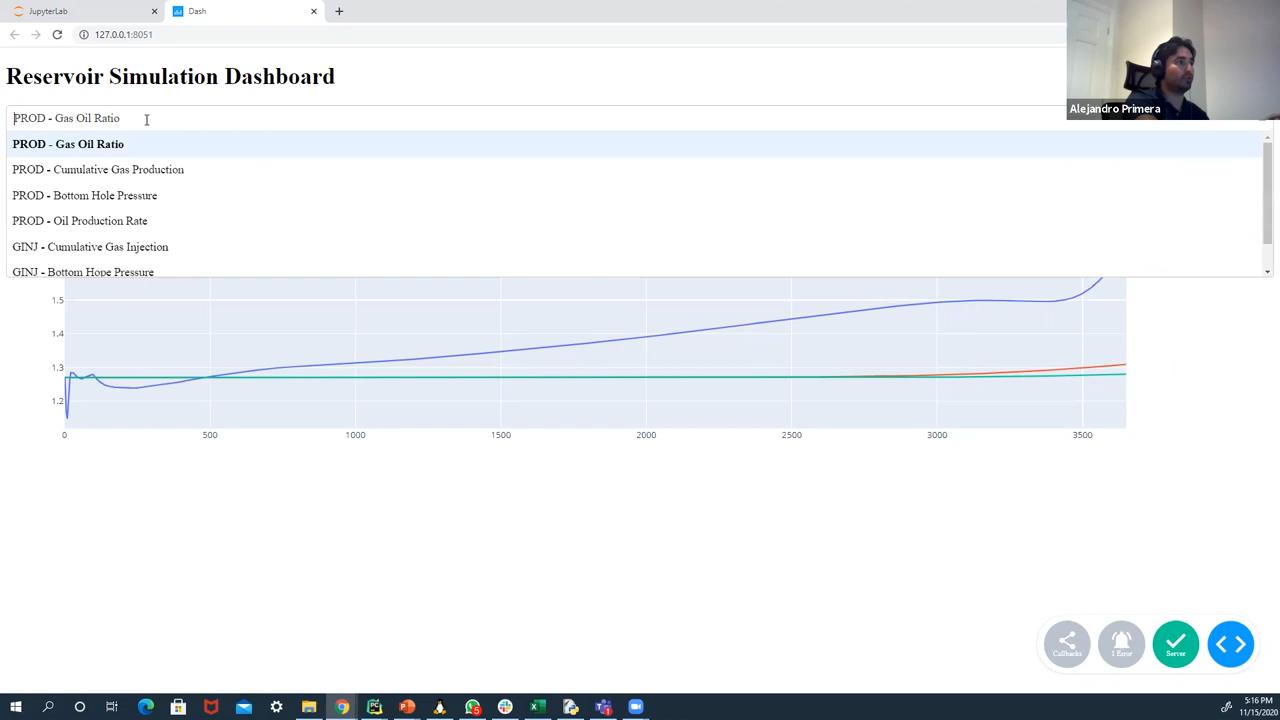 JupyterLab
Dash
127.0.0.1:8051
Reservoir Simulation Dashboard
Alejandro Primera
PROD - Gas Oil Ratio
PROD - Gas Oil Ratio
PROD - Cumulative Gas Production
PROD - Bottom Hole Pressure
PROD - Oil Production Rate
GINJ - Cumulative Gas Injection
GINJ - Bottom Hope Pressure
1.5
1.4
1.3
1.2
0 500 1000 1500 2000 2500 3000 3500
Callbacks
1 Error
Server
5
1
5:16 PM
11/15/2020